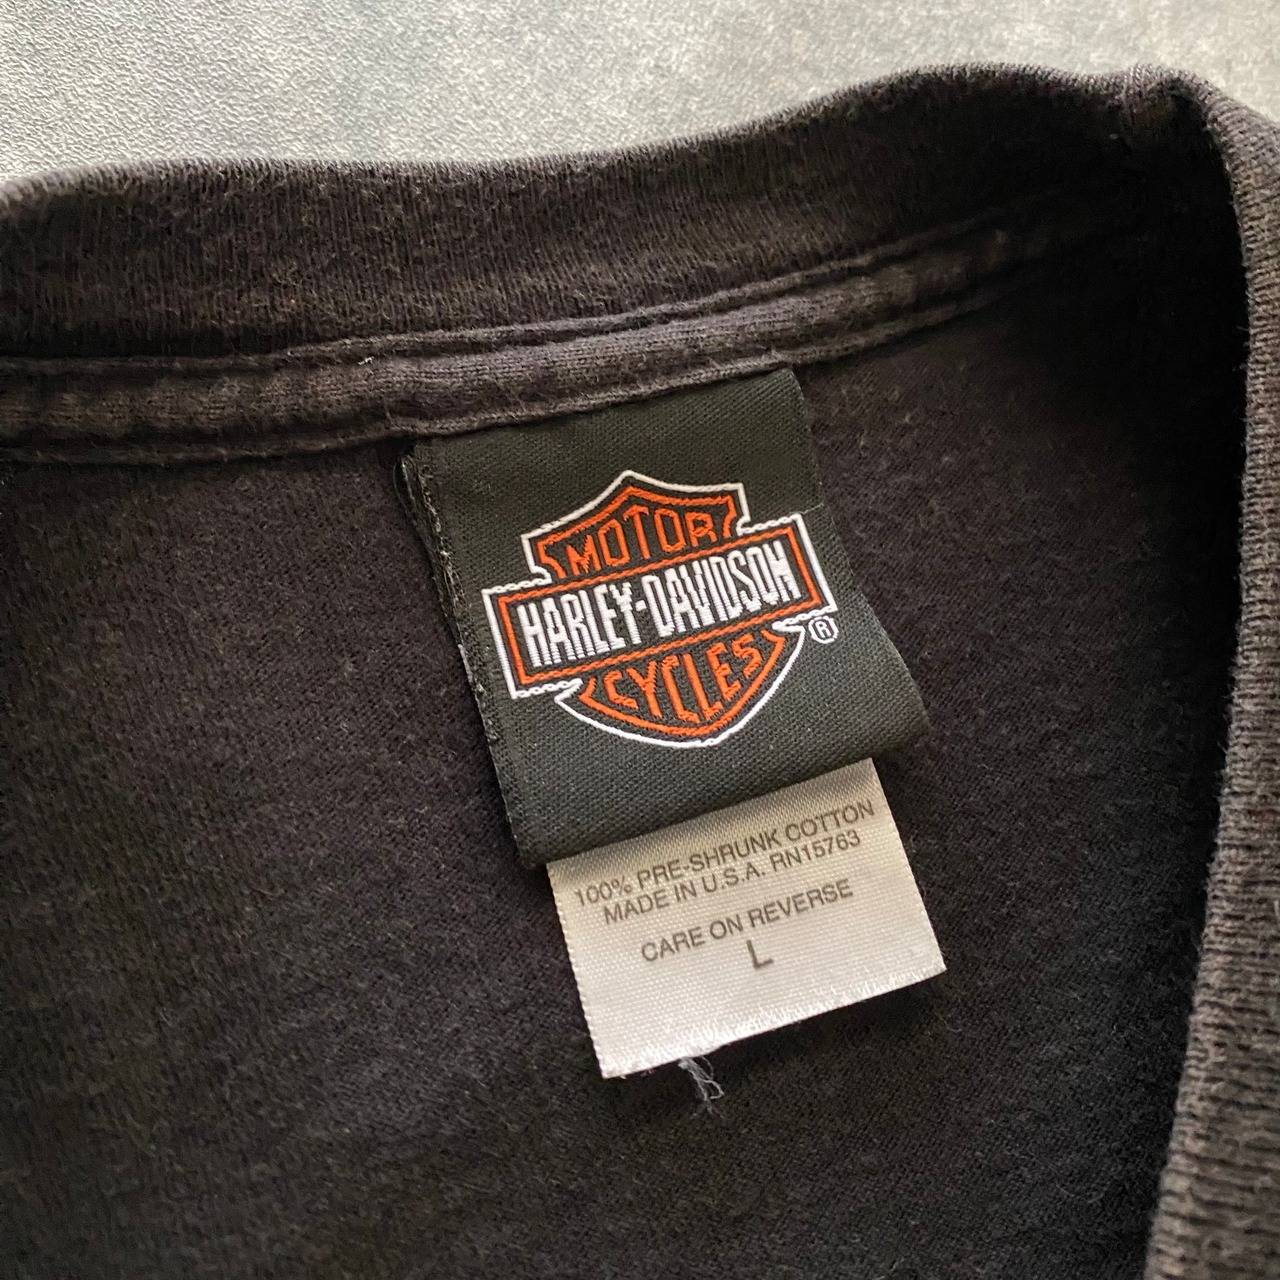 MOTOR
HARLEY-DAVIDSON
®
CYCLES
100% PRE-SHRUNK COTTON
MADE IN U.S.A. RN15763
CARE ON REVERSE
L